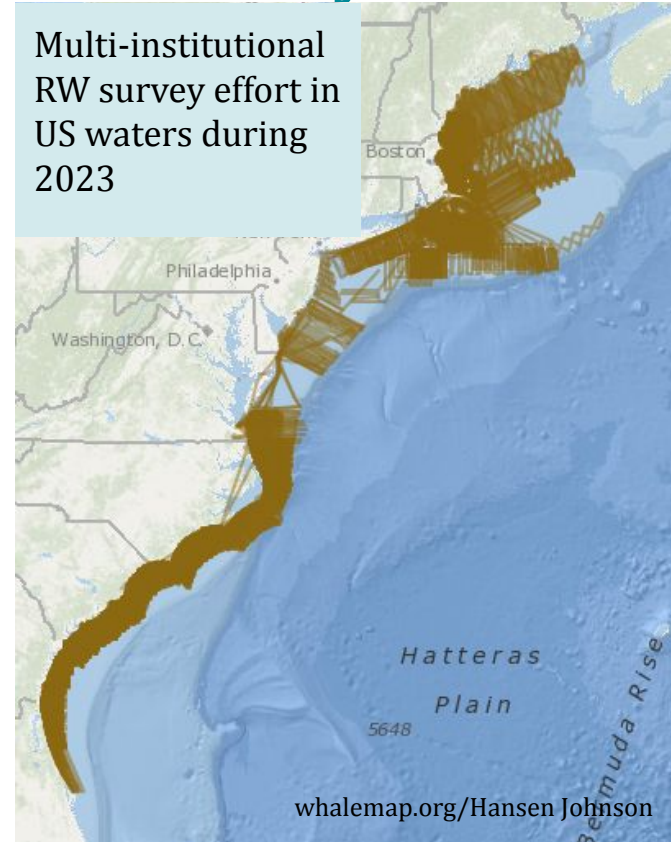 Multi-institutional
RW survey effort in
US waters during
2023
Boston
Philadelphia
Washington, D.C.
Hatteras
Plain
5648
Bermuda Rise
whalemap.org/Hansen Johnson